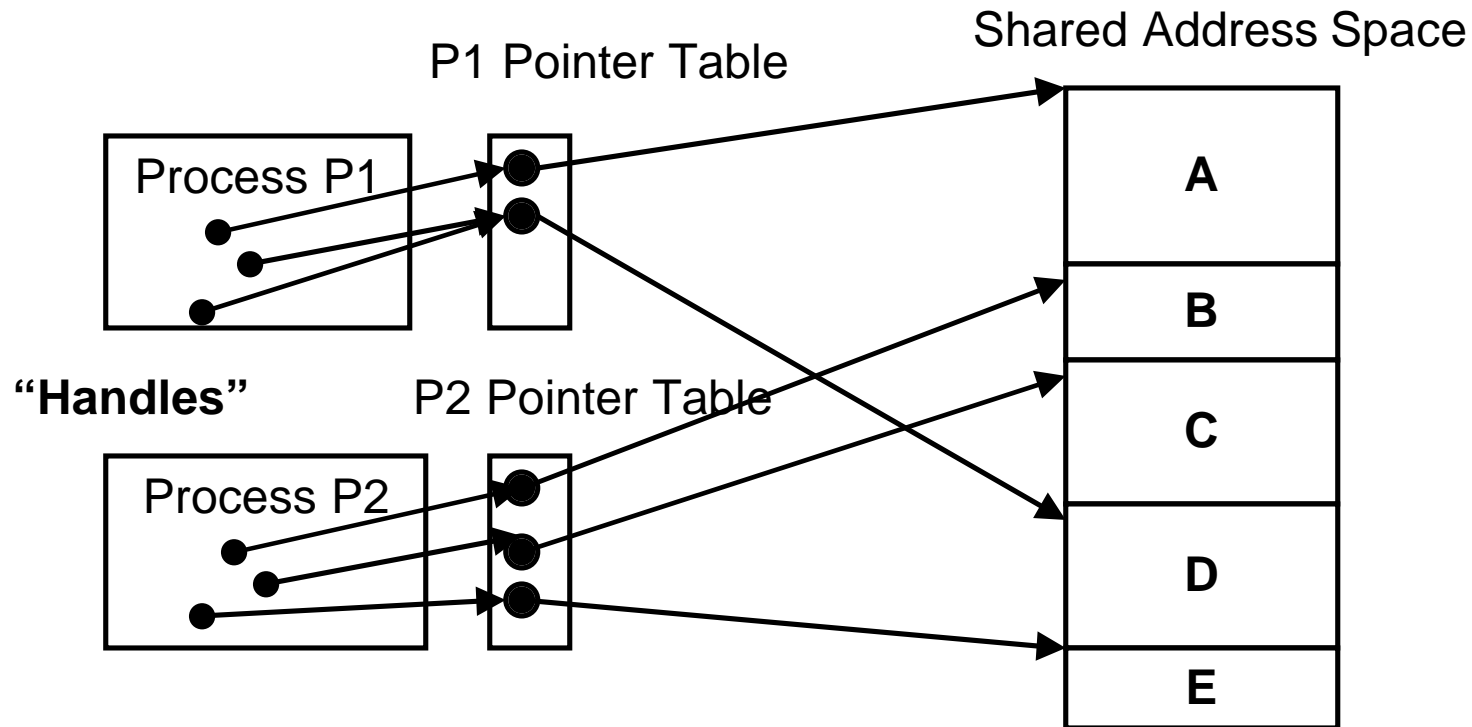 Shared Address Space
P1 Pointer Table
Process P1
A
B
“Handles”
P2 Pointer Table
C
Process P2
D
E